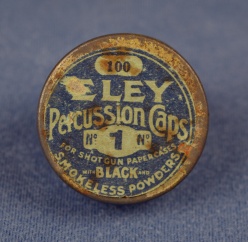 100
ELEY
Percussion Caps
No 1 No
FOR SHOT GUN PAPER CASES
WITH BLACK AND
SMOKELESS POWDERS